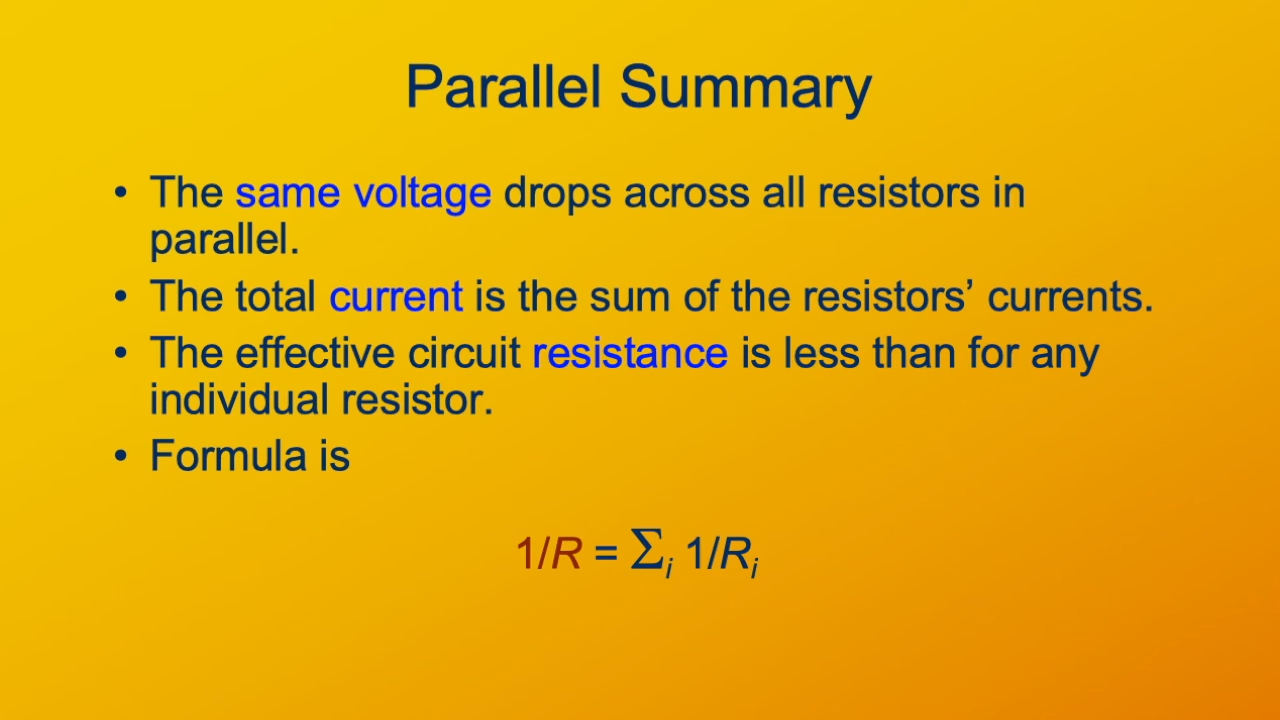 Parallel Summary
• The same voltage drops across all resistors in
parallel.
• The total current is the sum of the resistors’ currents.
• The effective circuit resistance is less than for any
individual resistor.
• Formula is
1/R = Σi 1/Ri